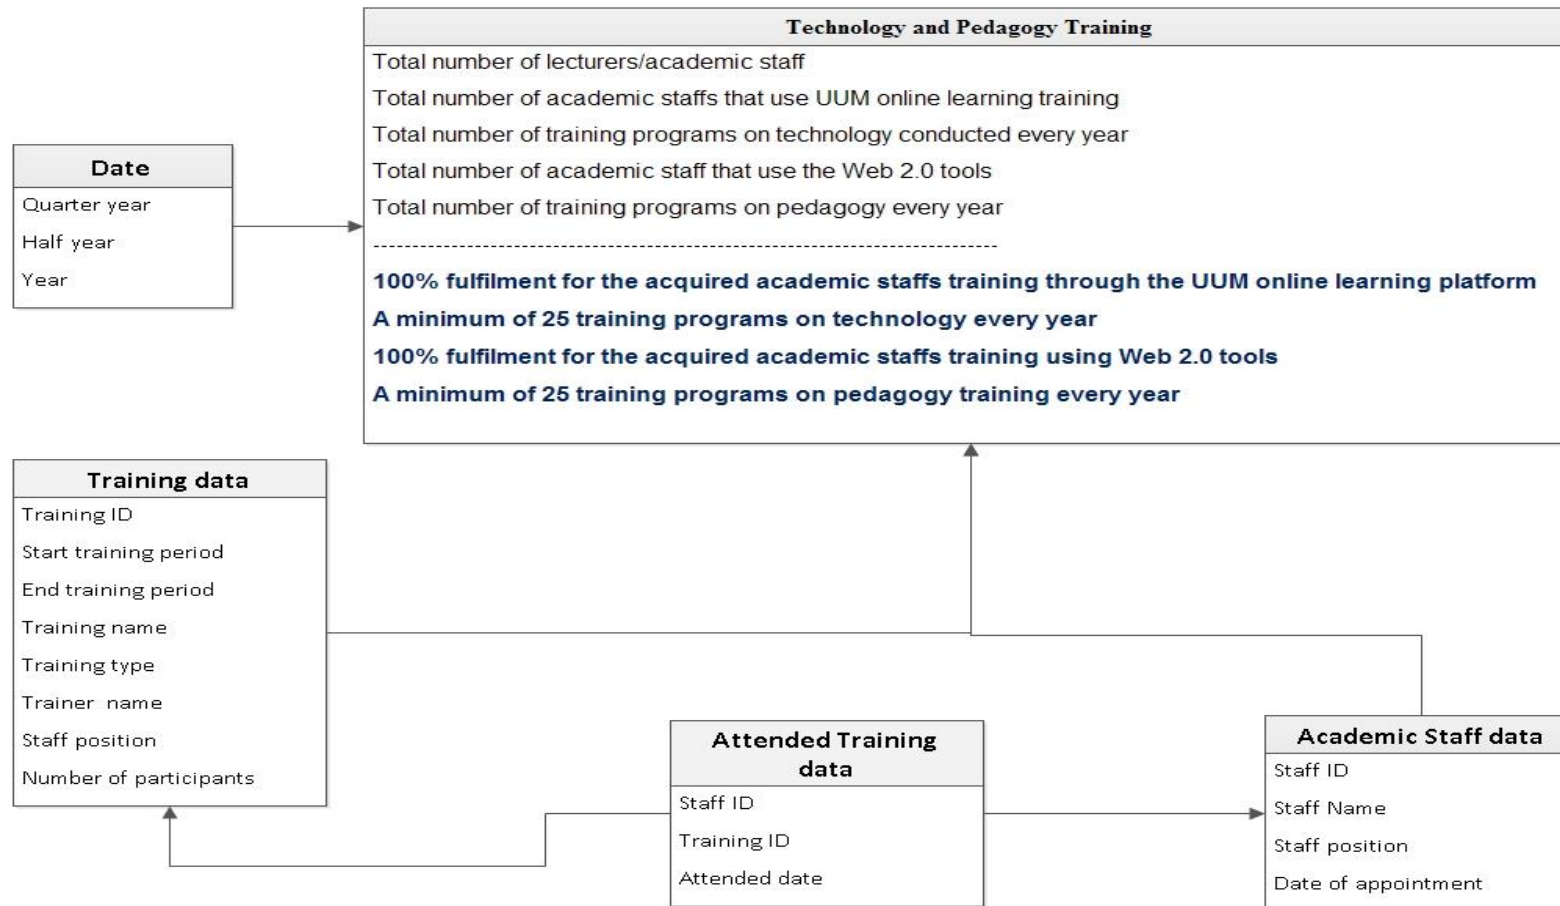 Technology and Pedagogy Training
Total number of lecturers/academic staff
Total number of academic staffs that use UUM online learning training
Total number of training programs on technology conducted every year
Total number of academic staff that use the Web 2.0 tools
Total number of training programs on pedagogy every year
--------------------------------------------------------------------------------
100% fulfilment for the acquired academic staffs training through the UUM online learning platform
A minimum of 25 training programs on technology every year
100% fulfilment for the acquired academic staffs training using Web 2.0 tools
A minimum of 25 training programs on pedagogy training every year
Date
Quarter year
Half year
Year
Training data
Training ID
Start training period
End training period
Training name
Training type
Trainer name
Staff position
Number of participants
Attended Training
data
Staff ID
Training ID
Attended date
Academic Staff data
Staff ID
Staff Name
Staff position
Date of appointment